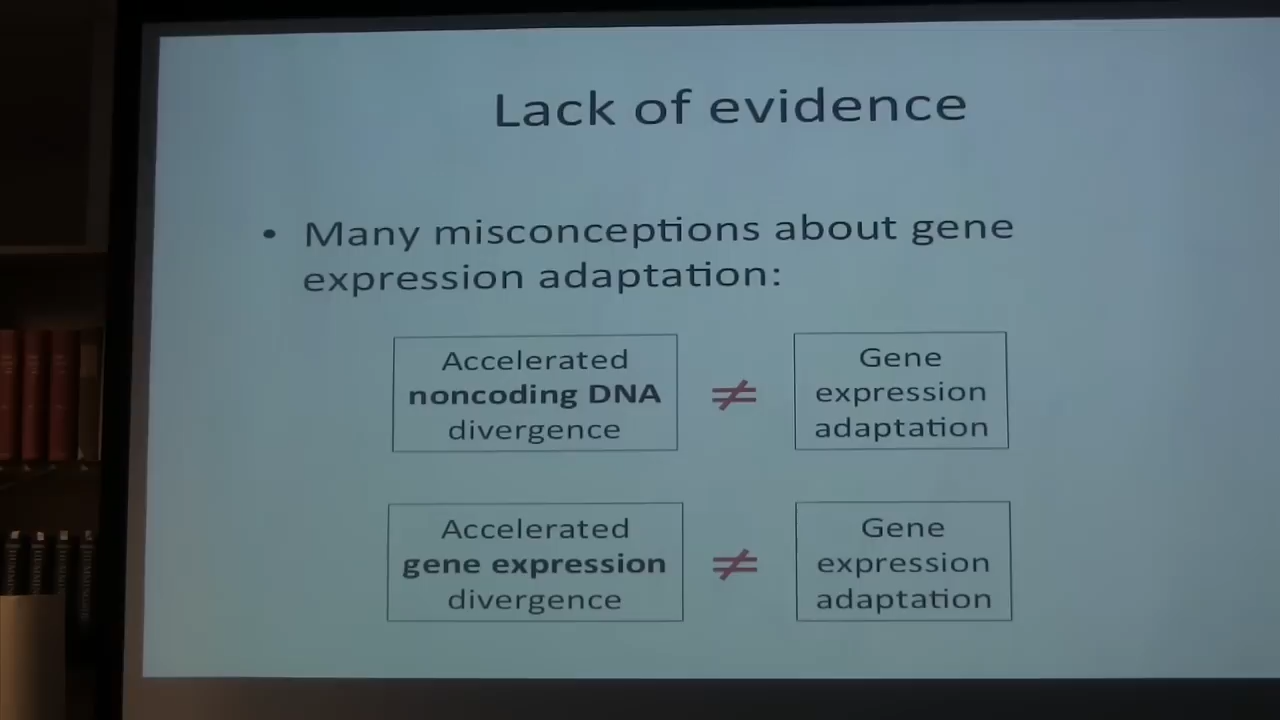 Lack of evidence
• Many misconceptions about gene
expression adaptation:
Accelerated
noncoding DNA
divergence
≠
Gene
expression
adaptation
Accelerated
gene expression
divergence
≠
Gene
expression
adaptation